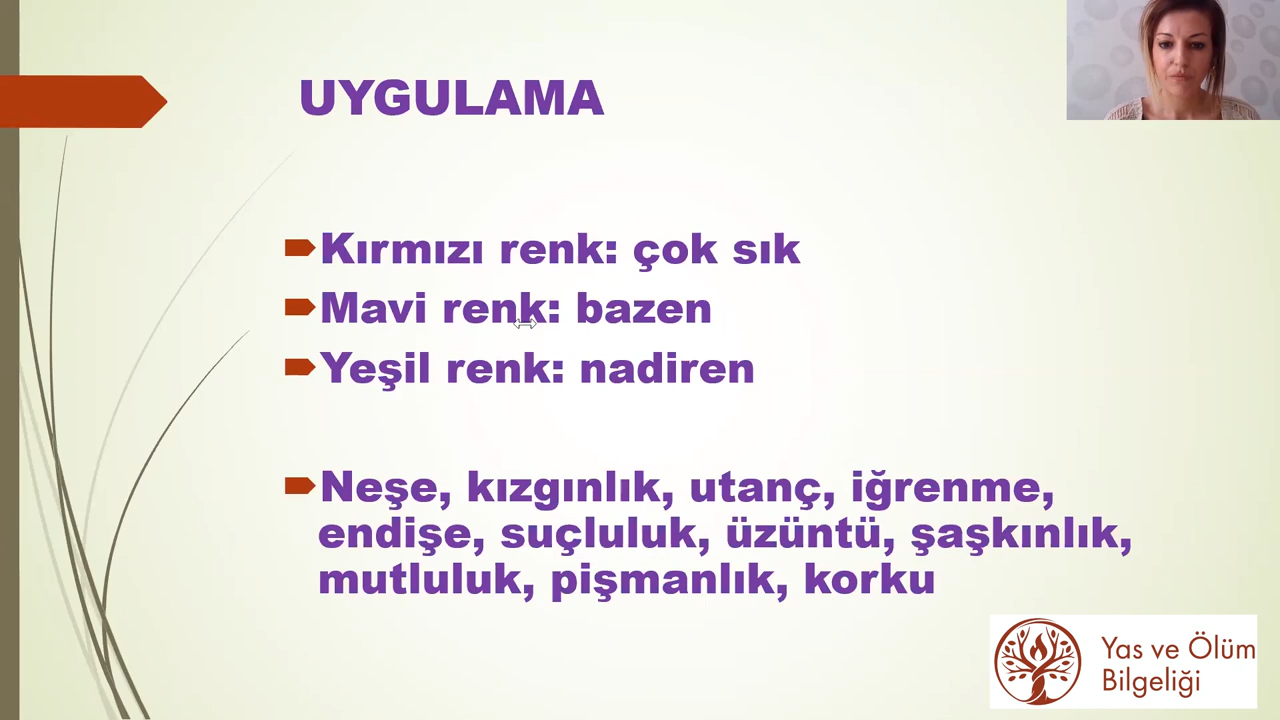 UYGULAMA
Kırmızı renk: çok sık
Mavi renk: bazen
Yeşil renk: nadiren
Neşe, kızgınlık, utanç, iğrenme,
endişe, suçluluk, üzüntü, şaşkınlık,
mutluluk, pişmanlık, korku
Yas ve Ölüm
Bilgeliği